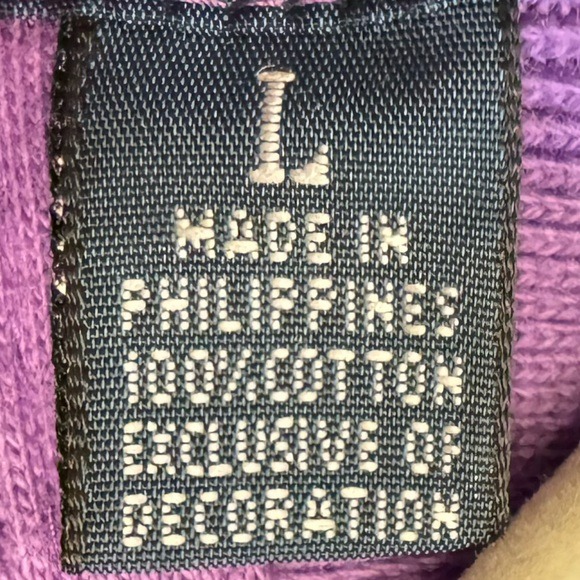 L
MADE IN
PHILIPPINES
100% COTTON
EXCLUSIVE OF
DECORATION